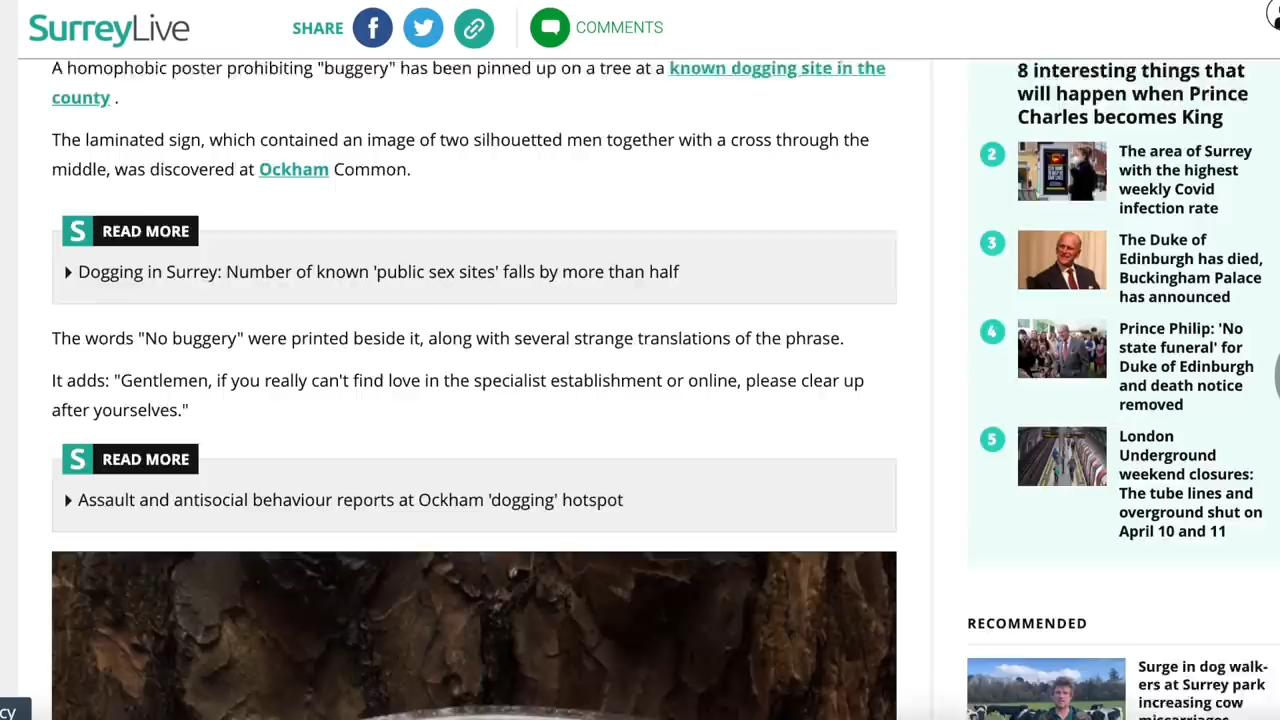 SurreyLive
SHARE
COMMENTS
A homophobic poster prohibiting "buggery" has been pinned up on a tree at a known dogging site in the
county .
The laminated sign, which contained an image of two silhouetted men together with a cross through the
middle, was discovered at Ockham Common.
S READ MORE
Dogging in Surrey: Number of known 'public sex sites' falls by more than half
The words "No buggery" were printed beside it, along with several strange translations of the phrase.
It adds: "Gentlemen, if you really can't find love in the specialist establishment or online, please clear up
after yourselves."
S READ MORE
Assault and antisocial behaviour reports at Ockham 'dogging' hotspot
cy
8 interesting things that
will happen when Prince
Charles becomes King
2
The area of Surrey
with the highest
weekly Covid
infection rate
3
The Duke of
Edinburgh has died,
Buckingham Palace
has announced
4
Prince Philip: 'No
state funeral' for
Duke of Edinburgh
and death notice
removed
5
London
Underground
weekend closures:
The tube lines and
overground shut on
April 10 and 11
RECOMMENDED
Surge in dog walk-
ers at Surrey park
increasing cow
miscarriages